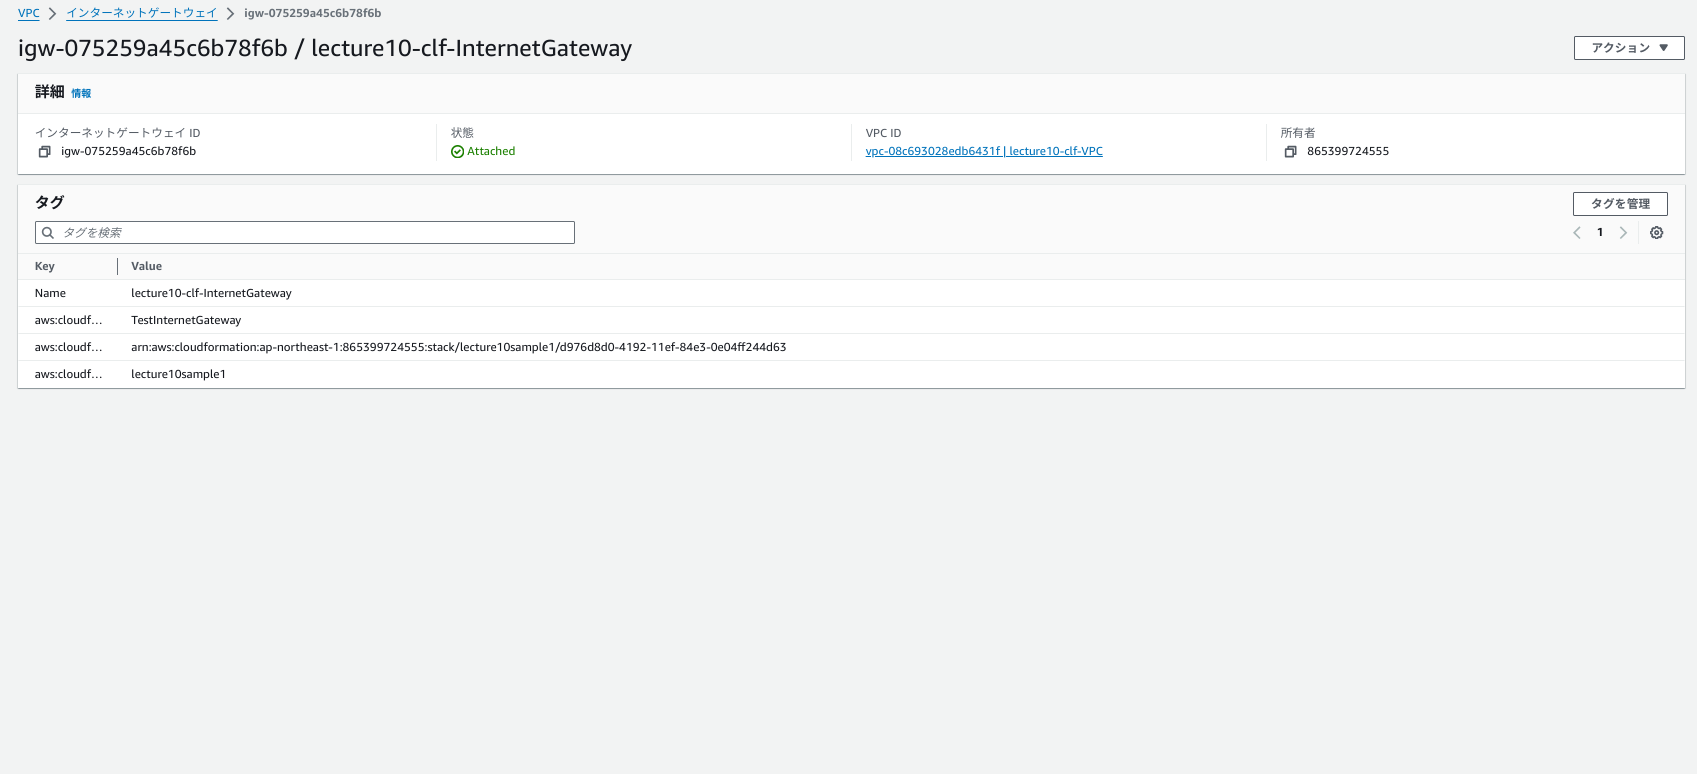 VPC > インターネットゲートウェイ > igw-075259a45c6b78f6b
igw-075259a45c6b78f6b / lecture10-clf-InternetGateway
アクション ▼
詳細 情報
インターネットゲートウェイ ID
igw-075259a45c6b78f6b
状態
Attached
VPC ID
vpc-08c693028edb6431f | lecture10-clf-VPC
所有者
865399724555
タグ
タグを管理
タグを検索
1
Key Value
Name lecture10-clf-InternetGateway
aws:cloudf... TestInternetGateway
aws:cloudf... arn:aws:cloudformation:ap-northeast-1:865399724555:stack/lecture10sample1/d976d8d0-4192-11ef-84e3-0e04ff244d63
aws:cloudf... lecture10sample1